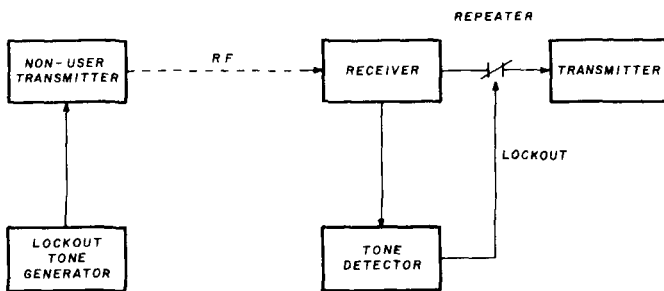 REPEATER
NON-USER
TRANSMITTER
RF
RECEIVER
TRANSMITTER
LOCKOUT
LOCKOUT
TONE
GENERATOR
TONE
DETECTOR